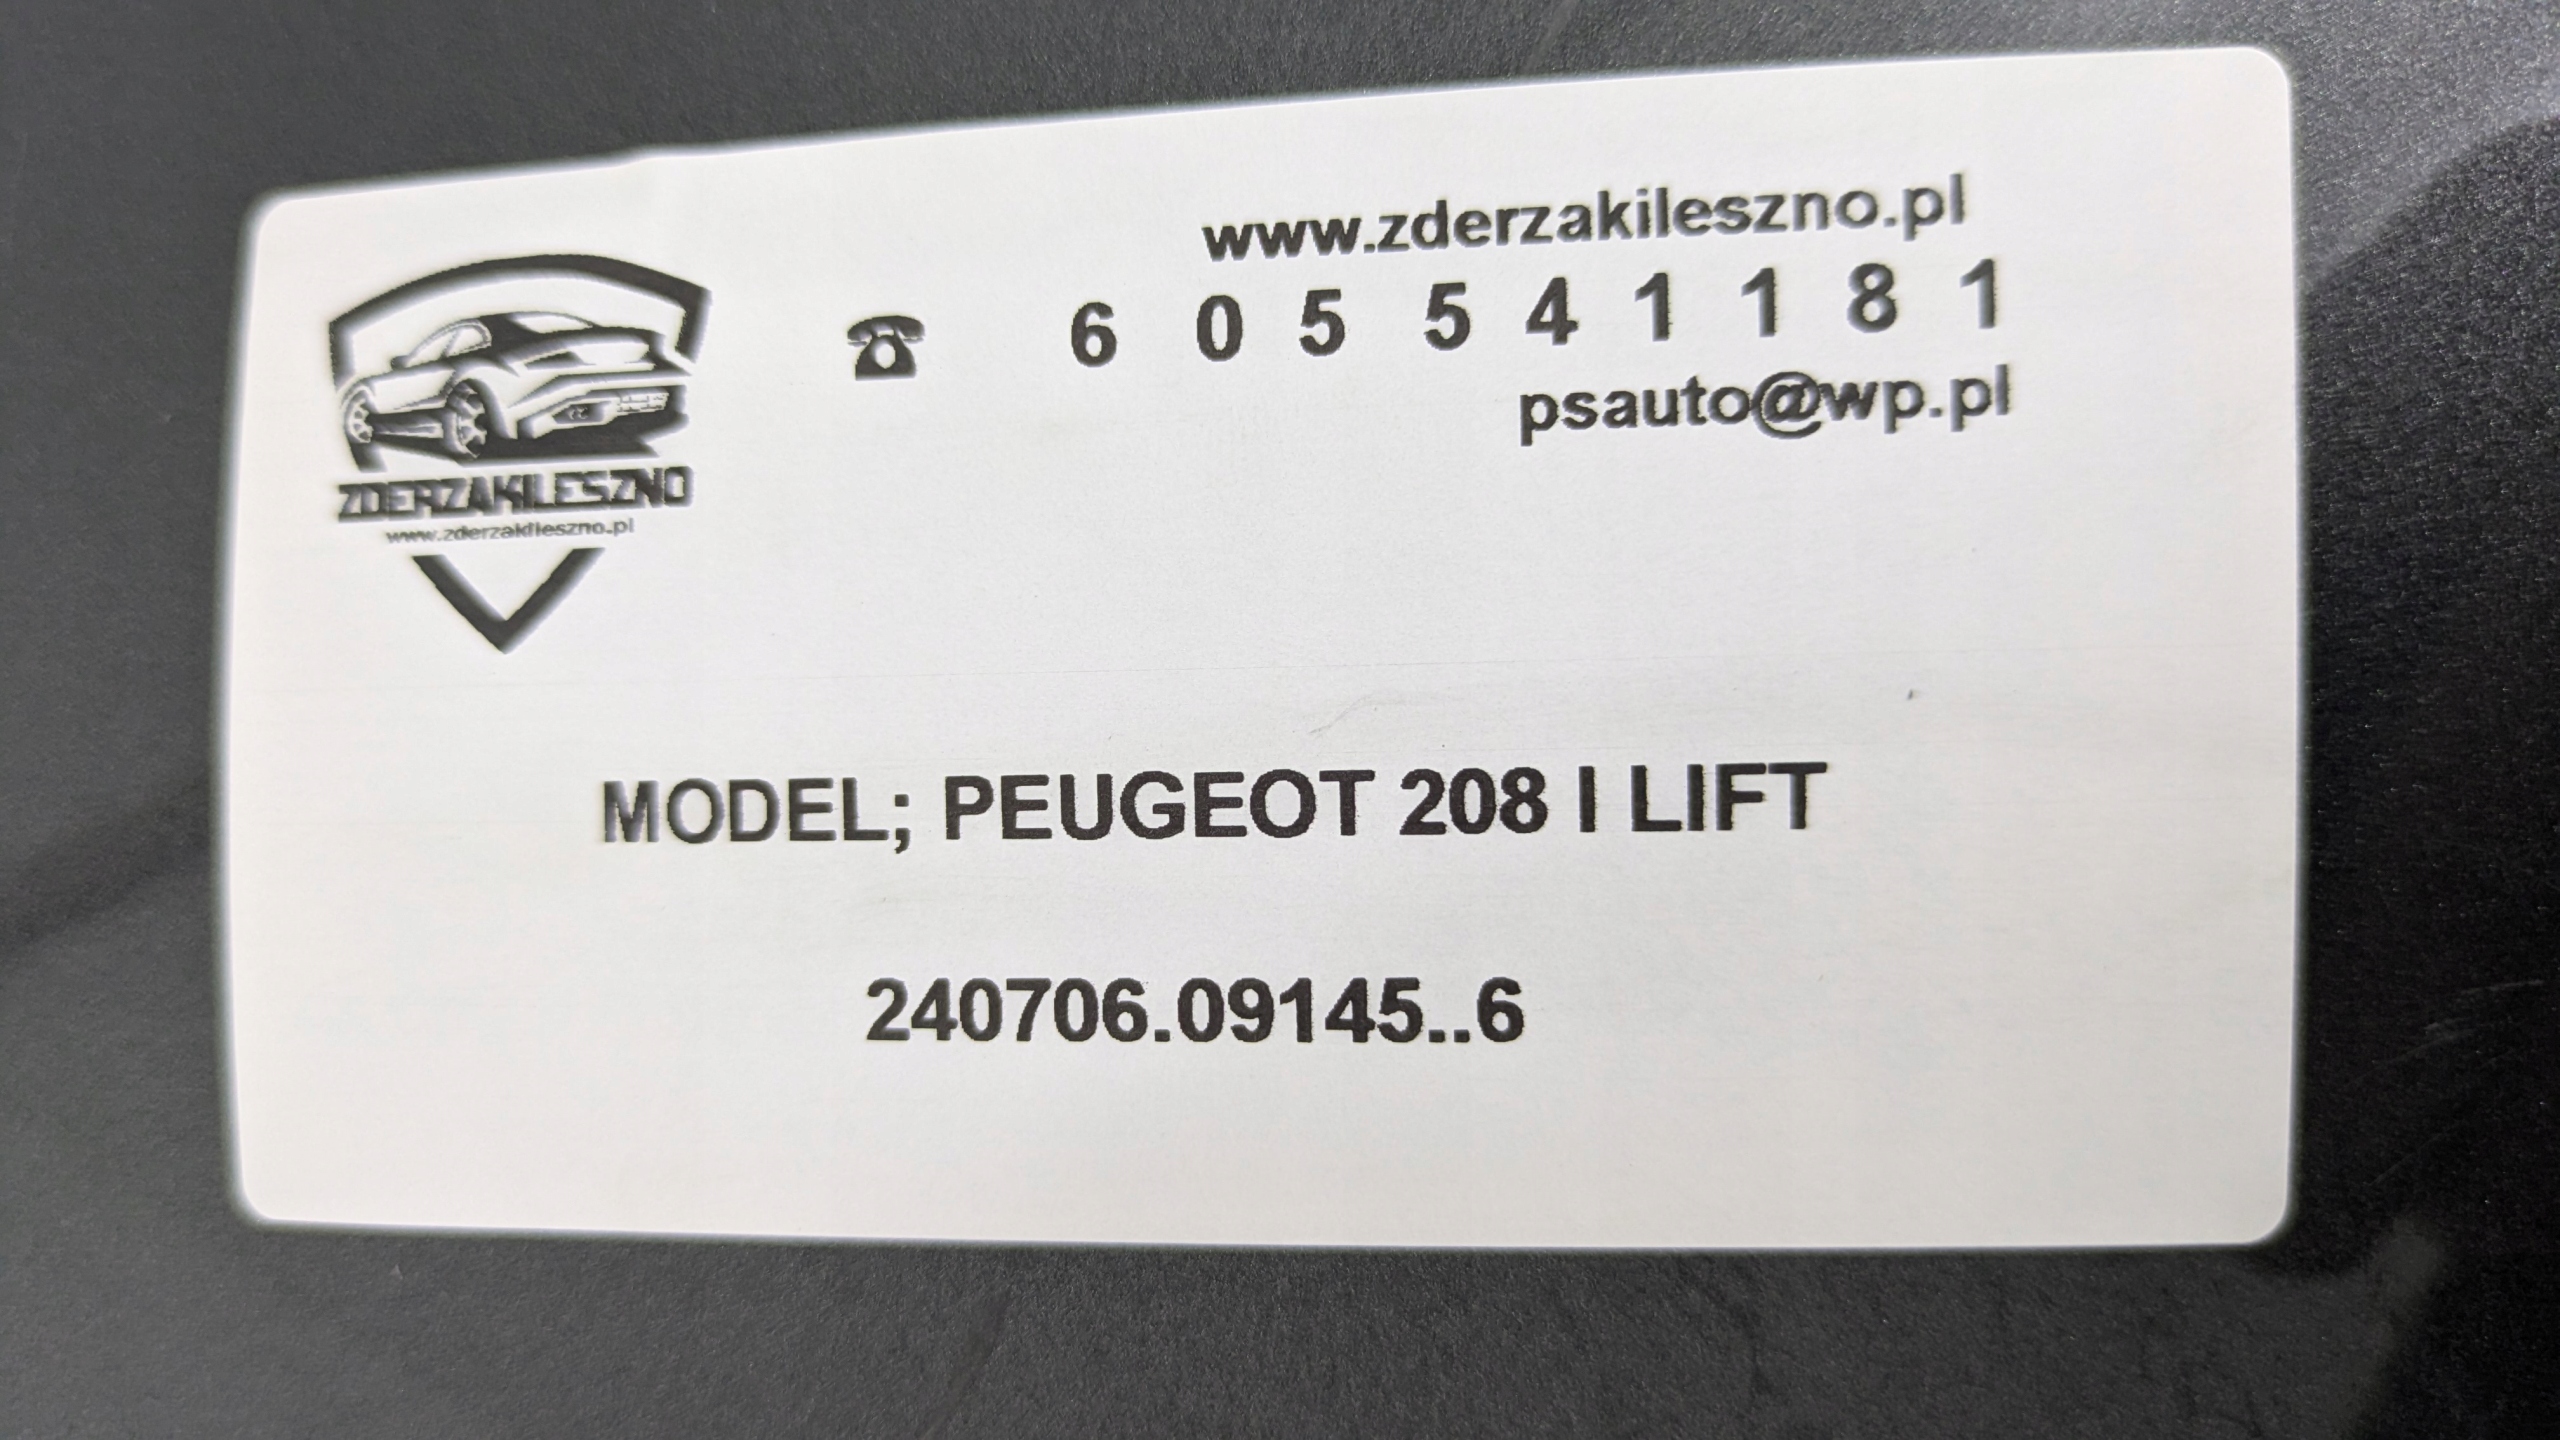 www.zderzakileszno.pl
☎ 6 0 5 5 4 1 1 8 1
psauto@wp.pl
ZDERZAKILESZNO
www.zderzakileszno.pl
MODEL; PEUGEOT 208 I LIFT
240706.09145..6